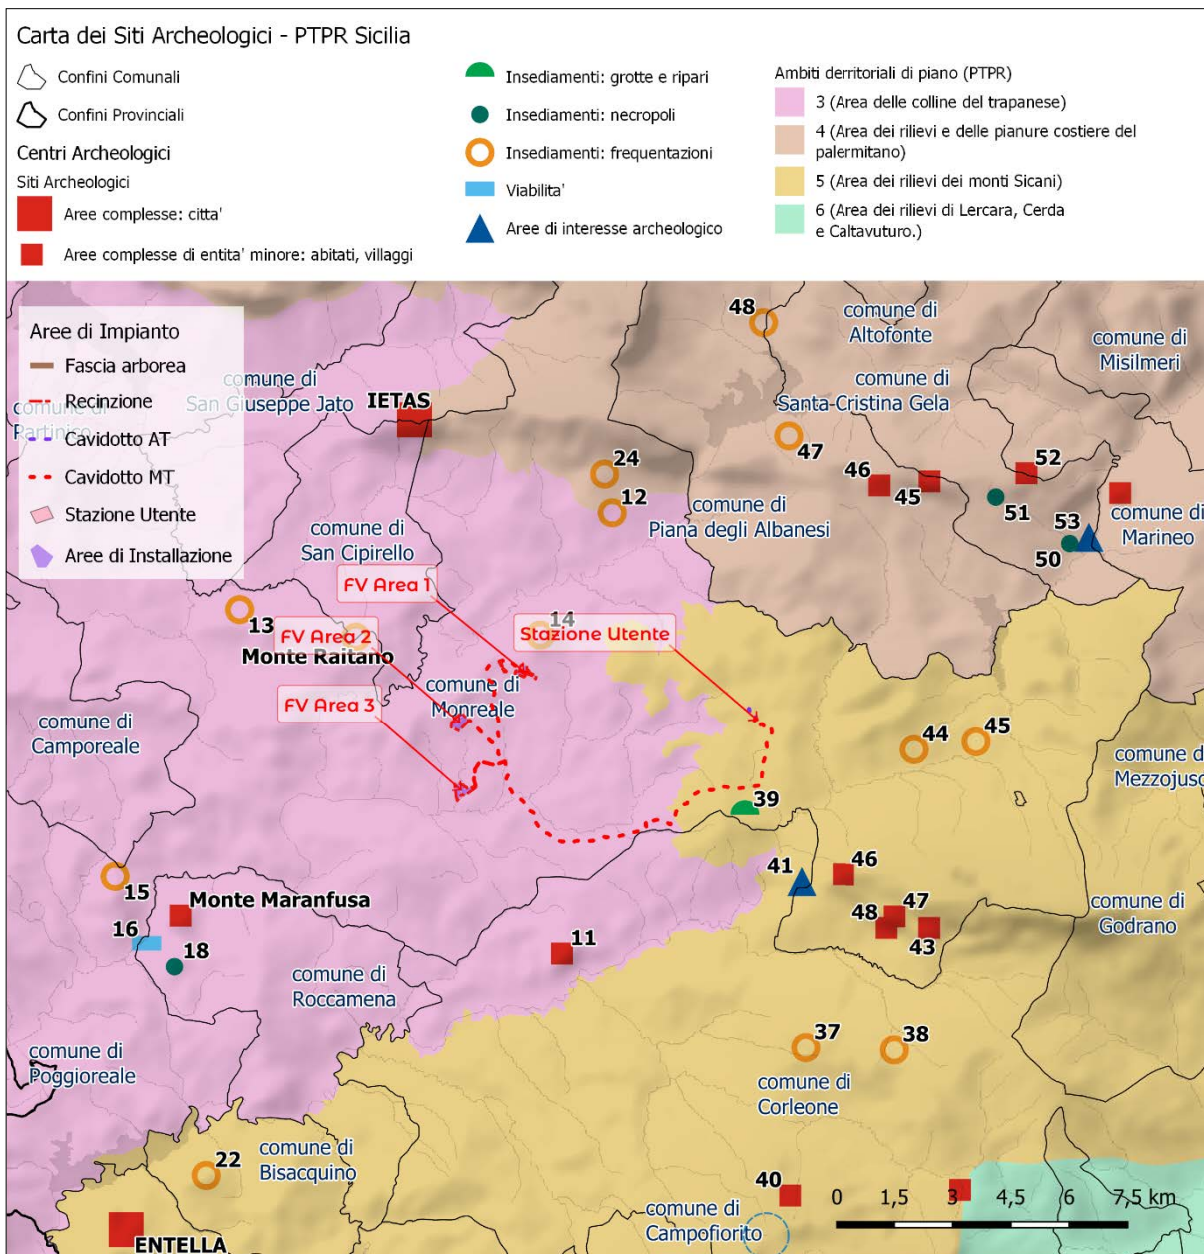 Carta dei Siti Archeologici - PTPR Sicilia
Confini Comunali
Confini Provinciali
Centri Archeologici
Siti Archeologici
Aree complesse: citta'
Aree complesse di entita' minore: abitati, villaggi
Insediamenti: grotte e ripari
Insediamenti: necropoli
Insediamenti: frequentazioni
Viabilita'
Aree di interesse archeologico
Ambiti derritoriali di piano (PTPR)
3 (Area delle colline del trapanese)
4 (Area dei rilievi e delle pianure costiere del
palermitano)
5 (Area dei rilievi dei monti Sicani)
6 (Area dei rilievi di Lercara, Cerda
e Caltavuturo.)
Aree di Impianto
Fascia arborea
Recinzione
Cavidotto AT
Cavidotto MT
Stazione Utente
Aree di Installazione
comune di
Partinico
comune di
San Giuseppe Jato
IETAS
48
comune di
Altofonte
comune di
Misilmeri
comune di
Santa Cristina Gela
47
24
12
46
45
52
51
53
50
comune di
Piana degli Albanesi
comune di
Marineo
comune di
San Cipirello
FV Area 1
13
FV Area 2
Monte Raitano
14
Stazione Utente
FV Area 3
comune di
Monreale
comune di
Camporeale
44
45
comune di
Mezzojuso
39
41
46
15
Monte Maranfusa
47
48
43
comune di
Godrano
16
18
11
comune di
Roccamena
37
38
comune di
Poggioreale
comune di
Corleone
comune di
Bisacquino
22
40
comune di
Campofiorito
ENTELLA
0 1,5 3 4,5 6 7,5 km